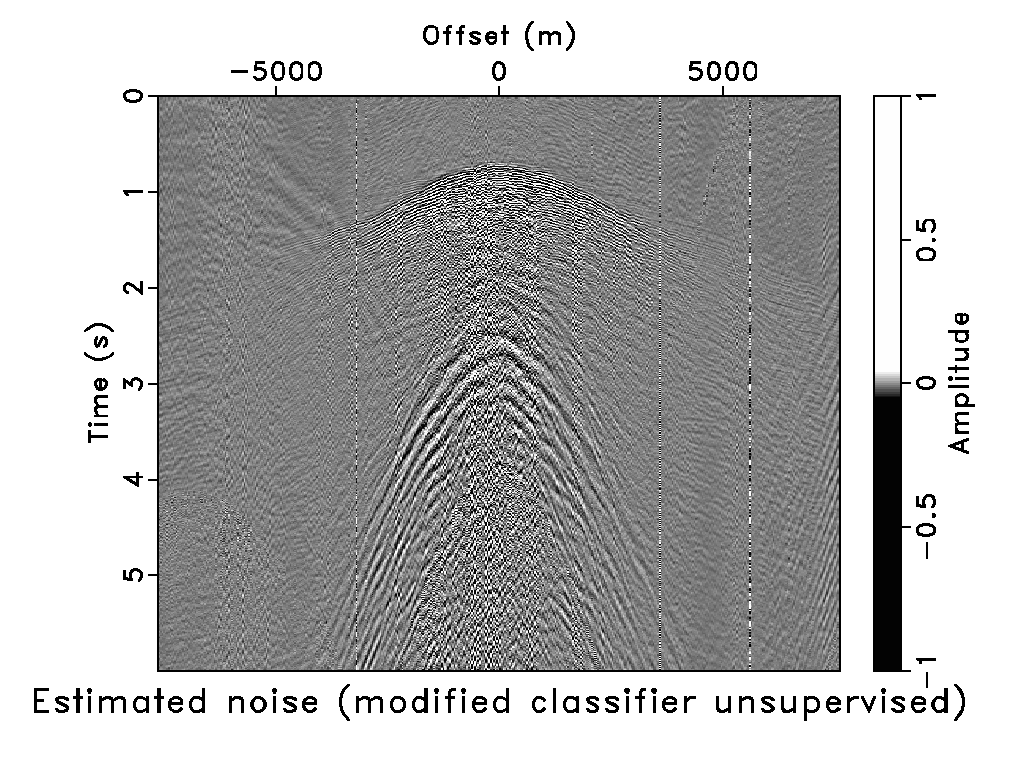 Offset (m)
−5000 0 5000
0
1
2
3
4
5
Time (s)
1
0.5
0
−0.5
−1
Amplitude
Estimated noise (modified classifier unsupervised)